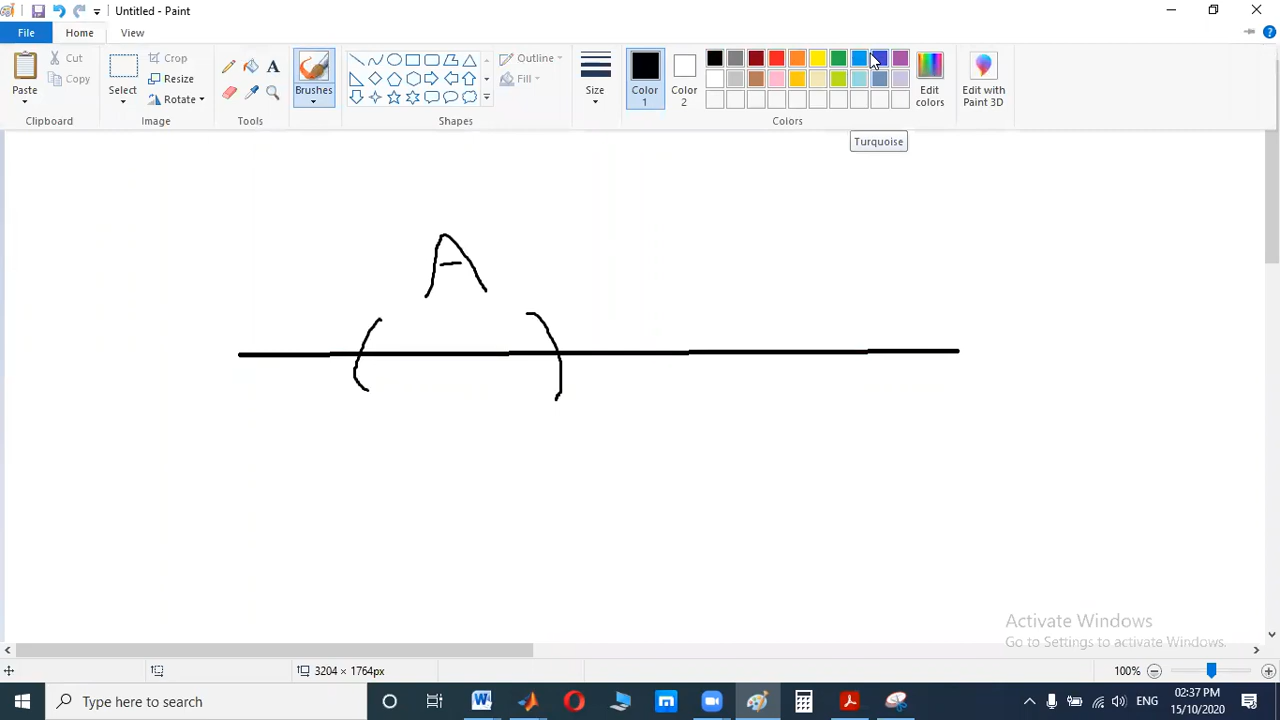 Untitled - Paint
File Home View
Paste
Cut
Copy
Clipboard
Select
Crop
Resize
Rotate
Image
A
Tools
Brushes
Shapes
Outline
Fill
Size
Color 1
Color 2
Colors
Edit colors
Edit with Paint 3D
Turquoise
A
( )
Activate Windows
Go to Settings to activate Windows.
3204 × 1764px
100%
Type here to search
ENG
02:37 PM
15/10/2020